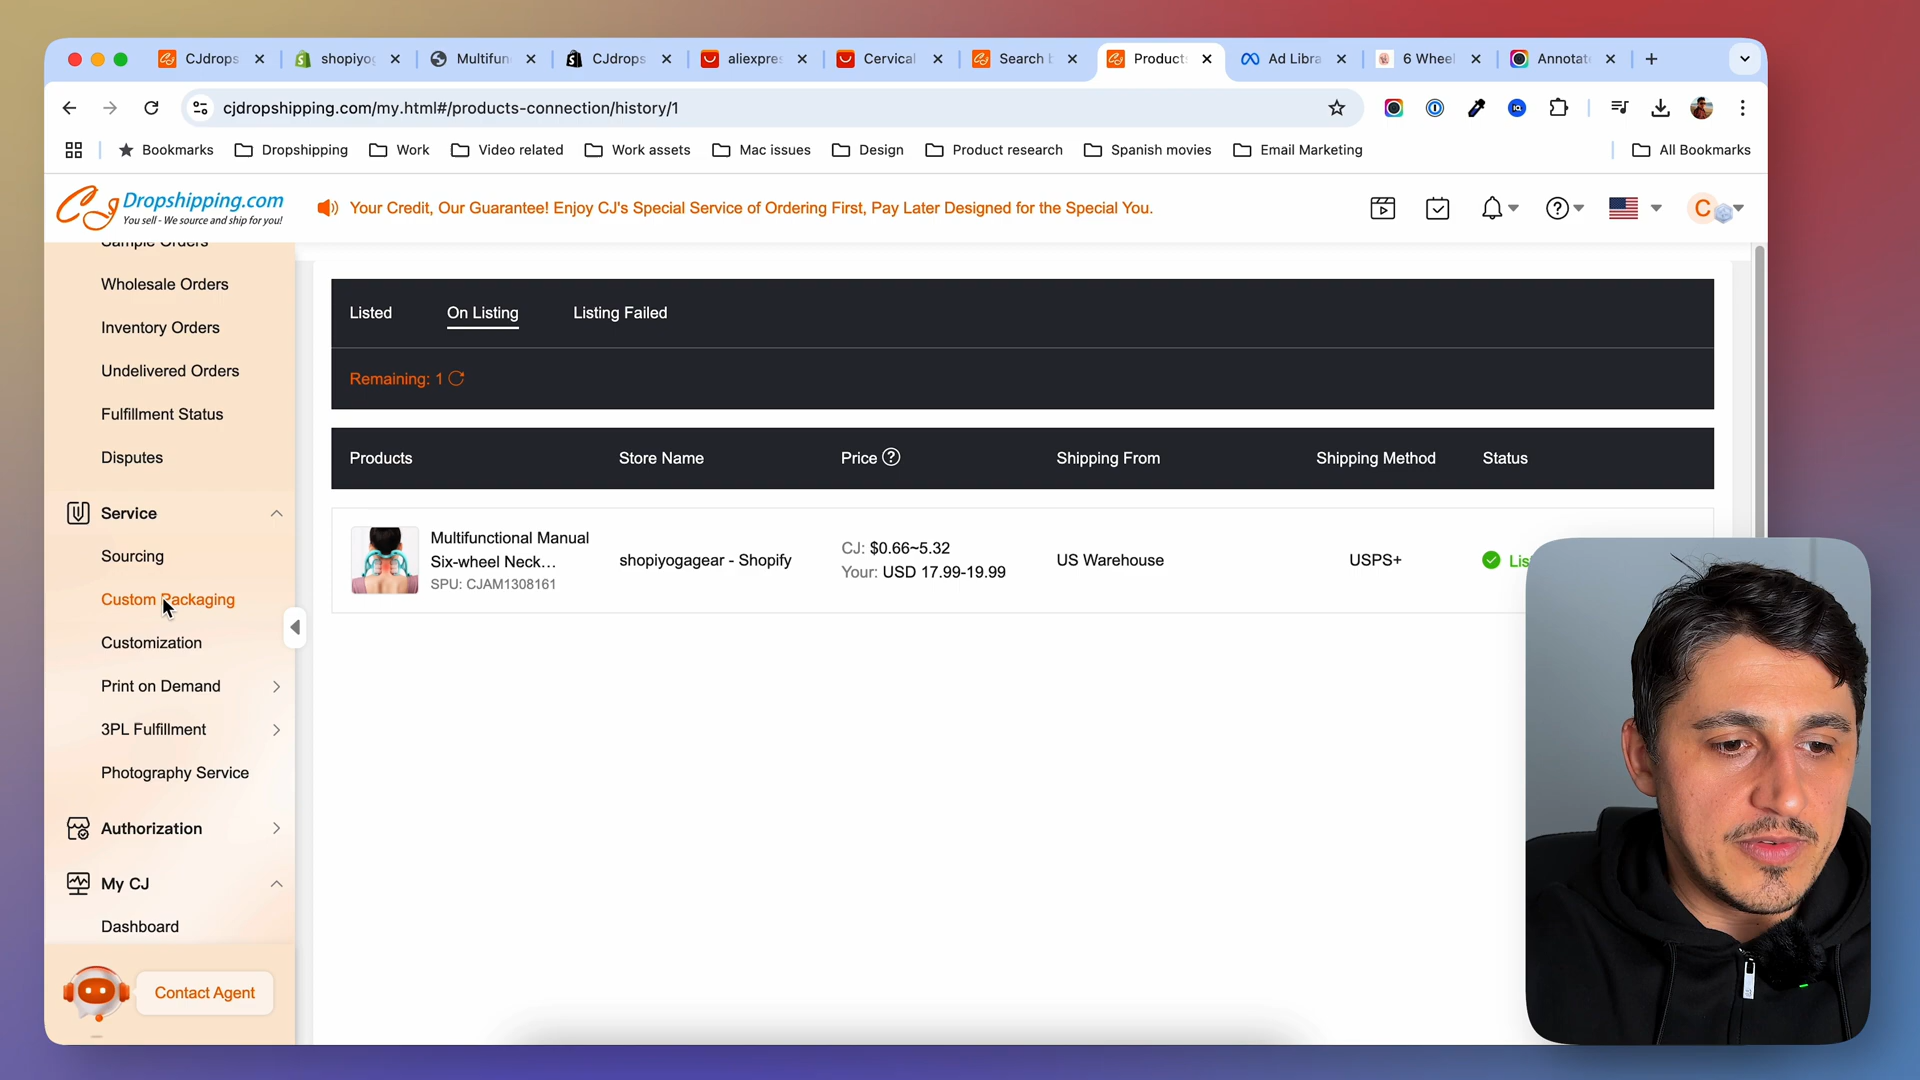 CJdrops
shopiyog
Multifun
CJdrops
aliexpres
Cervical
Search b
Product
Ad Libra
6 Wheel
Annotat
cjdropshipping.com/my.html#/products-connection/history/1
Bookmarks
Dropshipping
Work
Video related
Work assets
Mac issues
Design
Product research
Spanish movies
Email Marketing
All Bookmarks
CJ Dropshipping.com
You sell - We source and ship for you!
Your Credit, Our Guarantee! Enjoy CJ's Special Service of Ordering First, Pay Later Designed for the Special You.
C
Sample Orders
Wholesale Orders
Inventory Orders
Undelivered Orders
Fulfillment Status
Disputes
Service
Sourcing
Custom Packaging
Customization
Print on Demand
3PL Fulfillment
Photography Service
Authorization
My CJ
Dashboard
Contact Agent
Listed
On Listing
Listing Failed
Remaining: 1
Products
Store Name
Price
Shipping From
Shipping Method
Status
Multifunctional Manual
Six-wheel Neck...
SPU: CJAM1308161
shopiyogagear - Shopify
CJ: $0.66~5.32
Your: USD 17.99-19.99
US Warehouse
USPS+
Lis